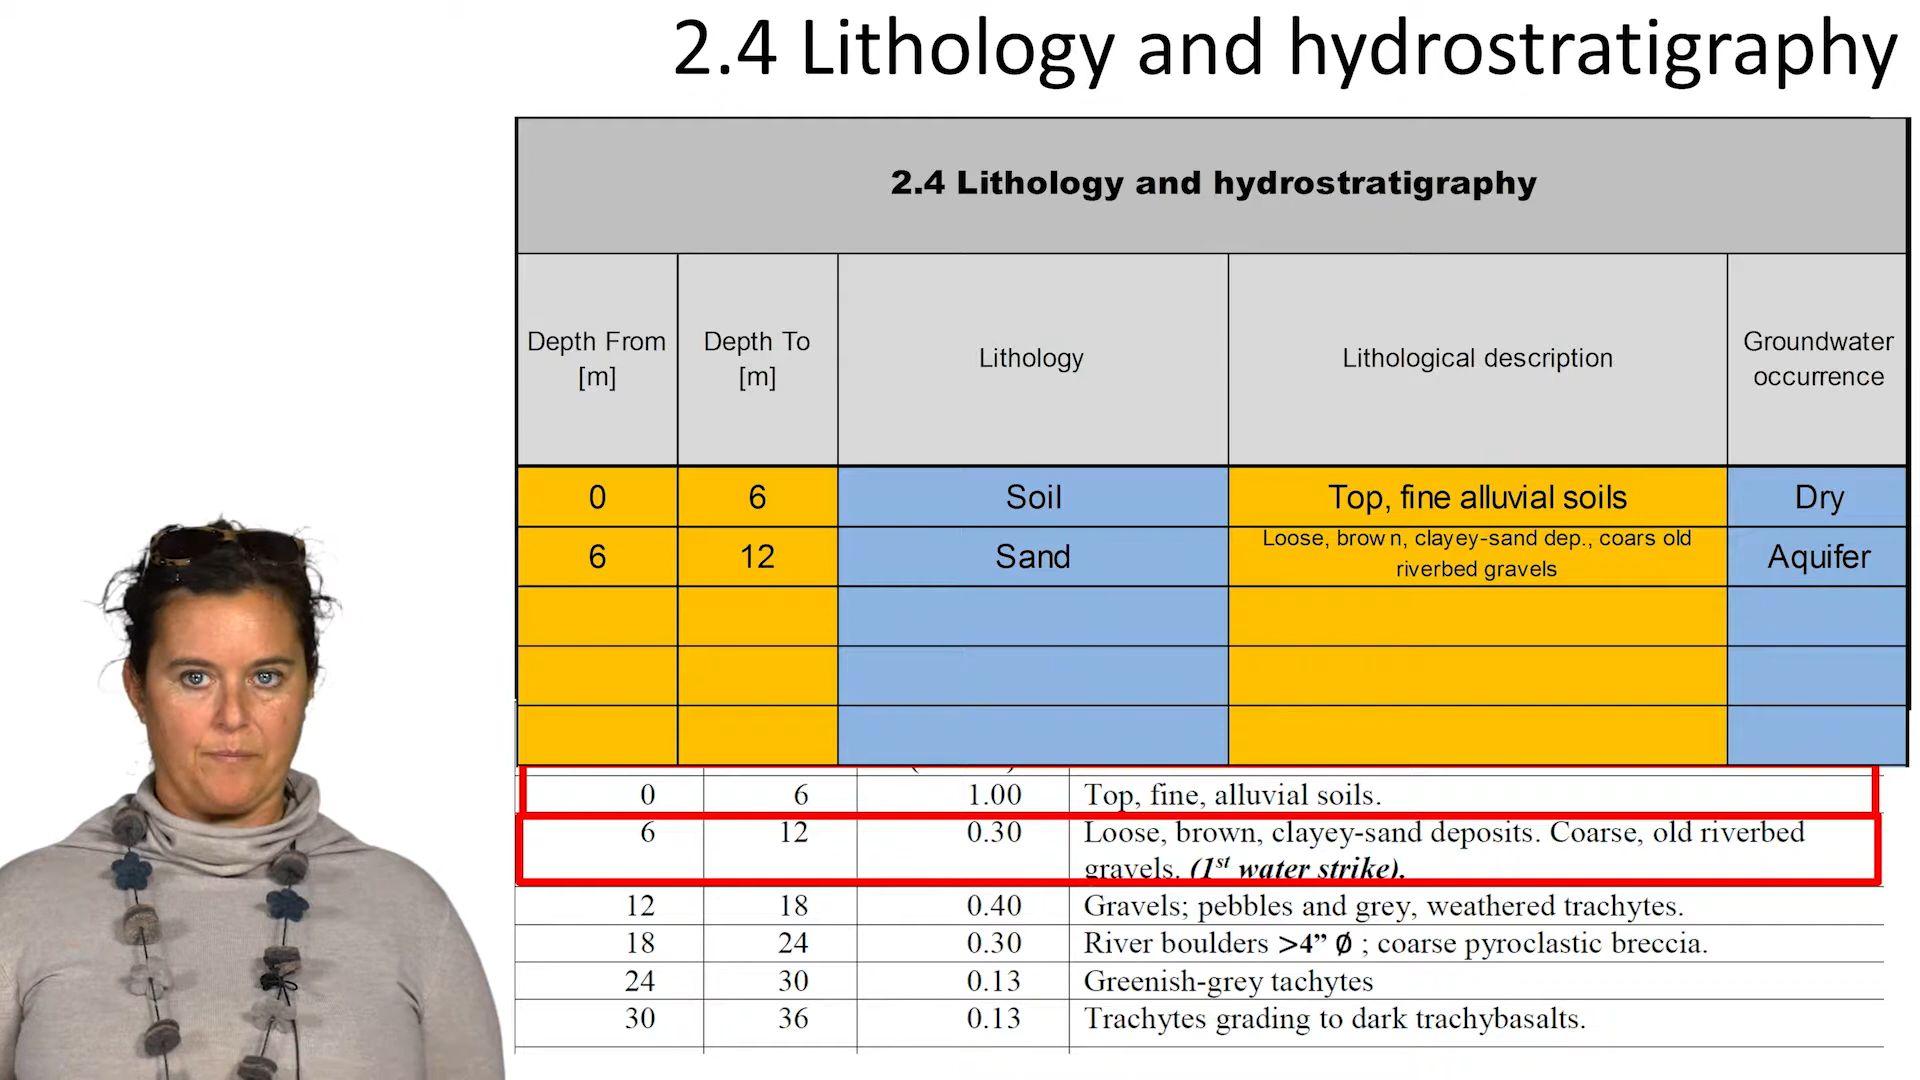 2.4 Lithology and hydrostratigraphy
2.4 Lithology and hydrostratigraphy
Depth From
[m]
Depth To
[m]
Lithology
Lithological description
Groundwater
occurrence
0 6 Soil Top, fine alluvial soils Dry
6 12 Sand Loose, brown, clayey-sand dep., coars old
riverbed gravels
Aquifer
0 6 1.00 Top, fine, alluvial soils.
6 12 0.30 Loose, brown, clayey-sand deposits. Coarse, old riverbed
gravels. (1st water strike).
12 18 0.40 Gravels; pebbles and grey, weathered trachytes.
18 24 0.30 River boulders >4” Ø ; coarse pyroclastic breccia.
24 30 0.13 Greenish-grey tachytes
30 36 0.13 Trachytes grading to dark trachybasalts.